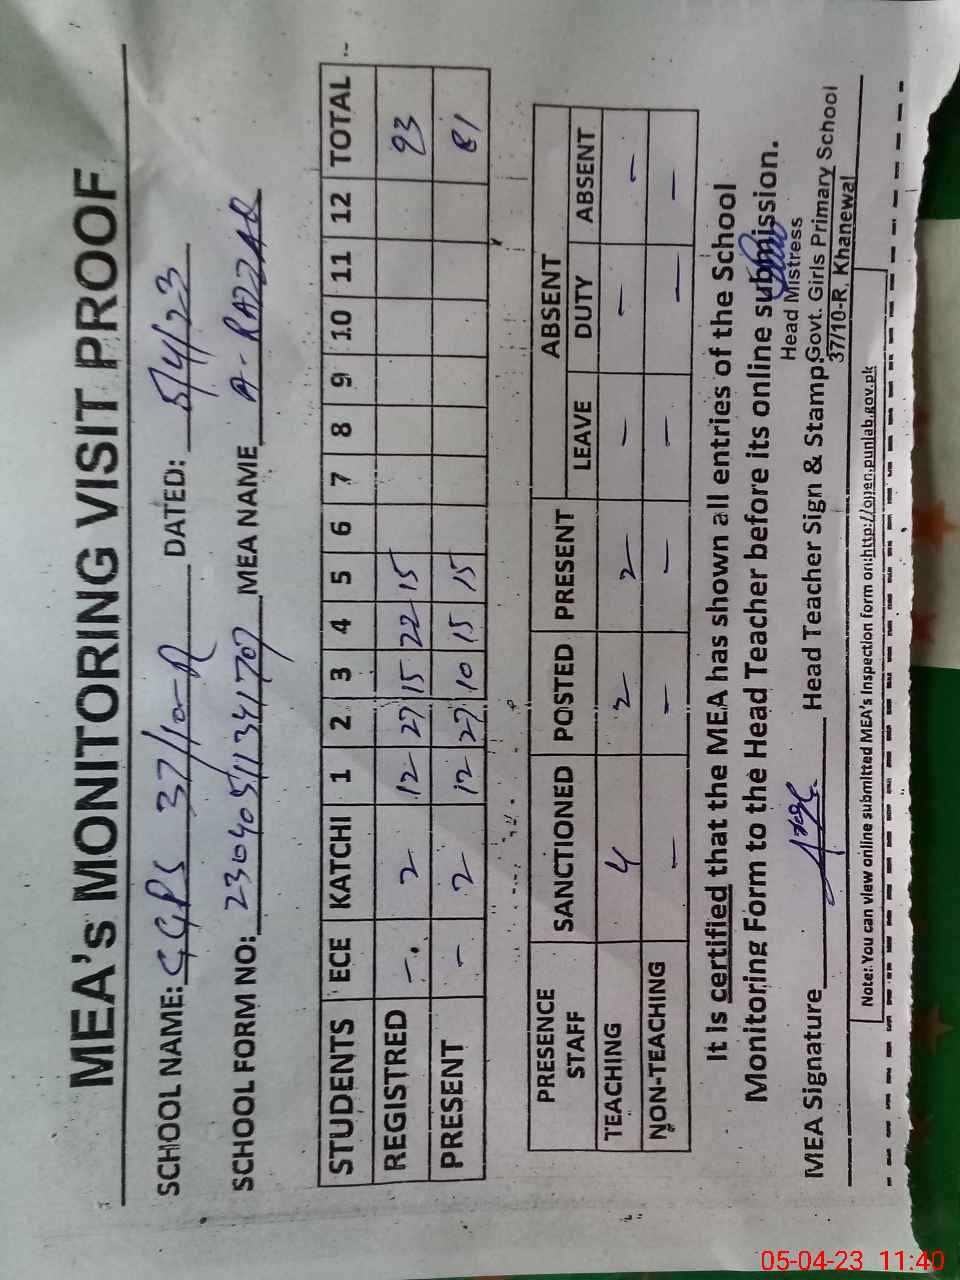 MEA's MONITORING VISIT PROOF
SCHOOL NAME: GGPS 37/10-R DATED: 5/4/23
SCHOOL FORM NO: 23040511341707 MEA NAME A-RAZZAQ
STUDENTS ECE KATCHI 1 2 3 4 5 6 7 8 9 10 11 12 TOTAL
REGISTRED - 2 12 27 15 22 15 93
PRESENT - 2 12 27 10 15 15 81
PRESENCE STAFF SANCTIONED POSTED PRESENT ABSENT
LEAVE DUTY ABSENT
TEACHING 4 2 2 - - -
NON-TEACHING - - - - - -
It Is certified that the MEA has shown all entries of the School
Monitoring Form to the Head Teacher before its online submission.
MEA Signature Head Teacher Sign & Stamp:
Head Mistress
Govt. Girls Primary School
37/10-R, Khanewal
Note: You can view online submitted MEA's Inspection form on:http://open.punjab.gov.pk
05-04-23 11:40